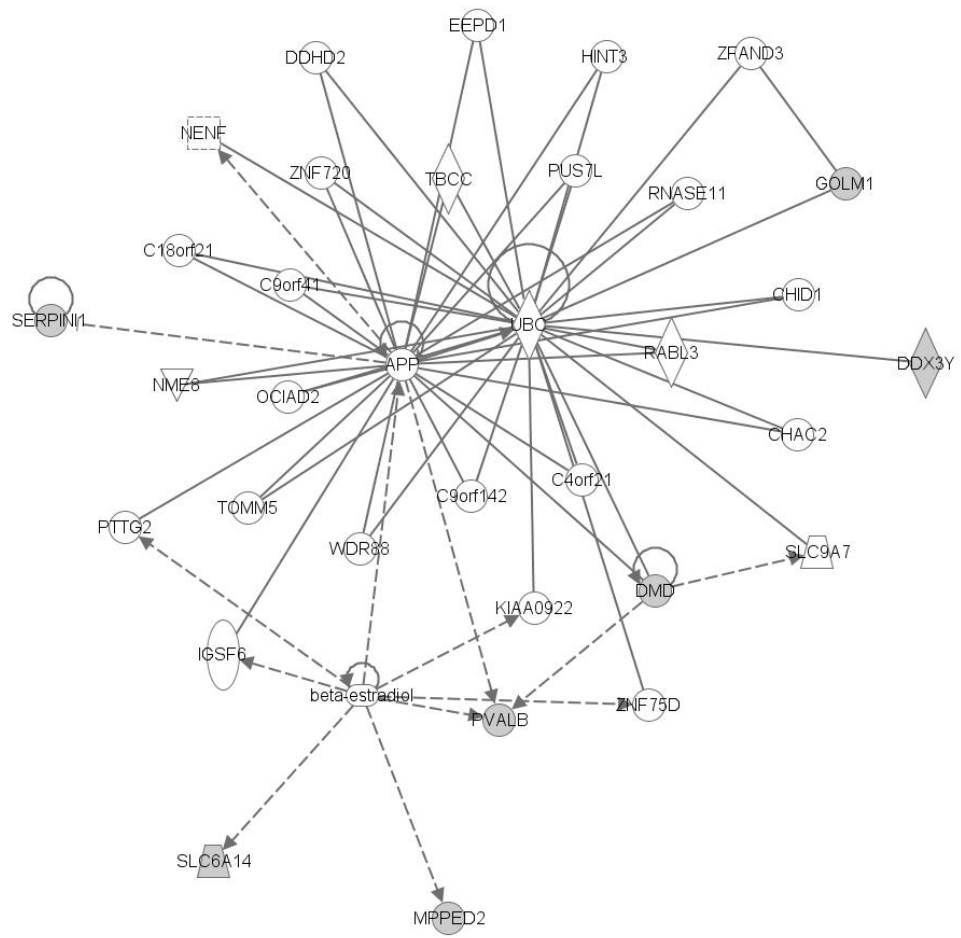 EEPD1
DDHD2
HINT3
ZFAND3
NENF
ZNF720
TBCC
PUS7L
RNASE11
GOLM1
C18orf21
C9orf41
CHID1
SERPINI1
UBC
RABL3
DDX3Y
APP
NME8
OCIAD2
CHAC2
C4orf21
C9orf142
TOMM5
PTTG2
WDR88
SLC9A7
DMD
KIAA0922
IGSF6
beta-estradiol
ZNF75D
PVALB
SLC6A14
MPPED2